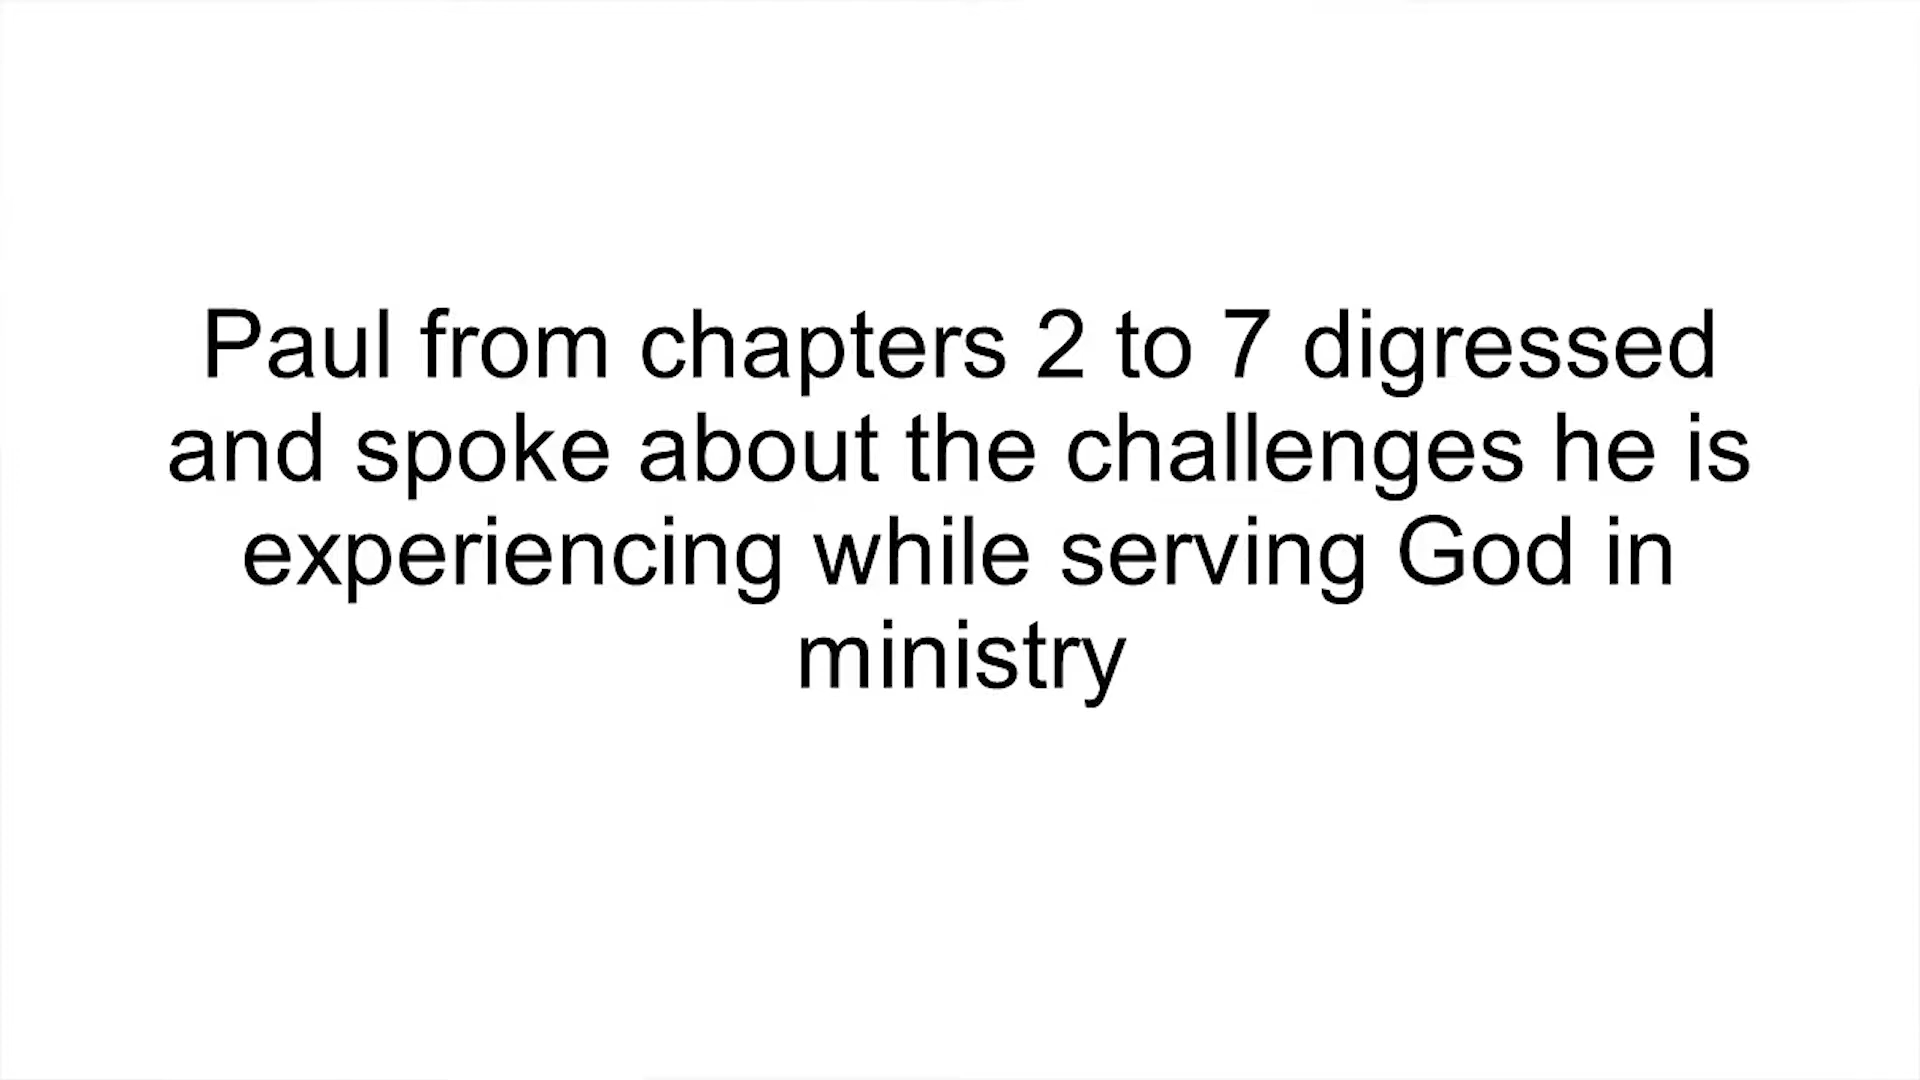 Paul from chapters 2 to 7 digressed
and spoke about the challenges he is
experiencing while serving God in
ministry